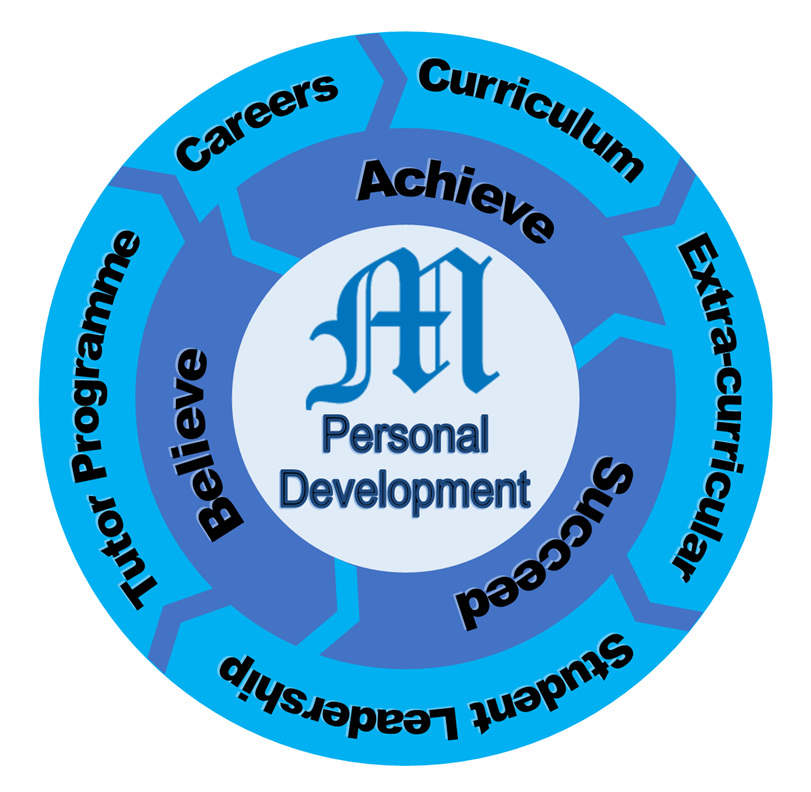 Careers
Curriculum
Extra-curricular
Student Leadership
Tutor Programme
Achieve
Succeed
Believe
M
Personal
Development